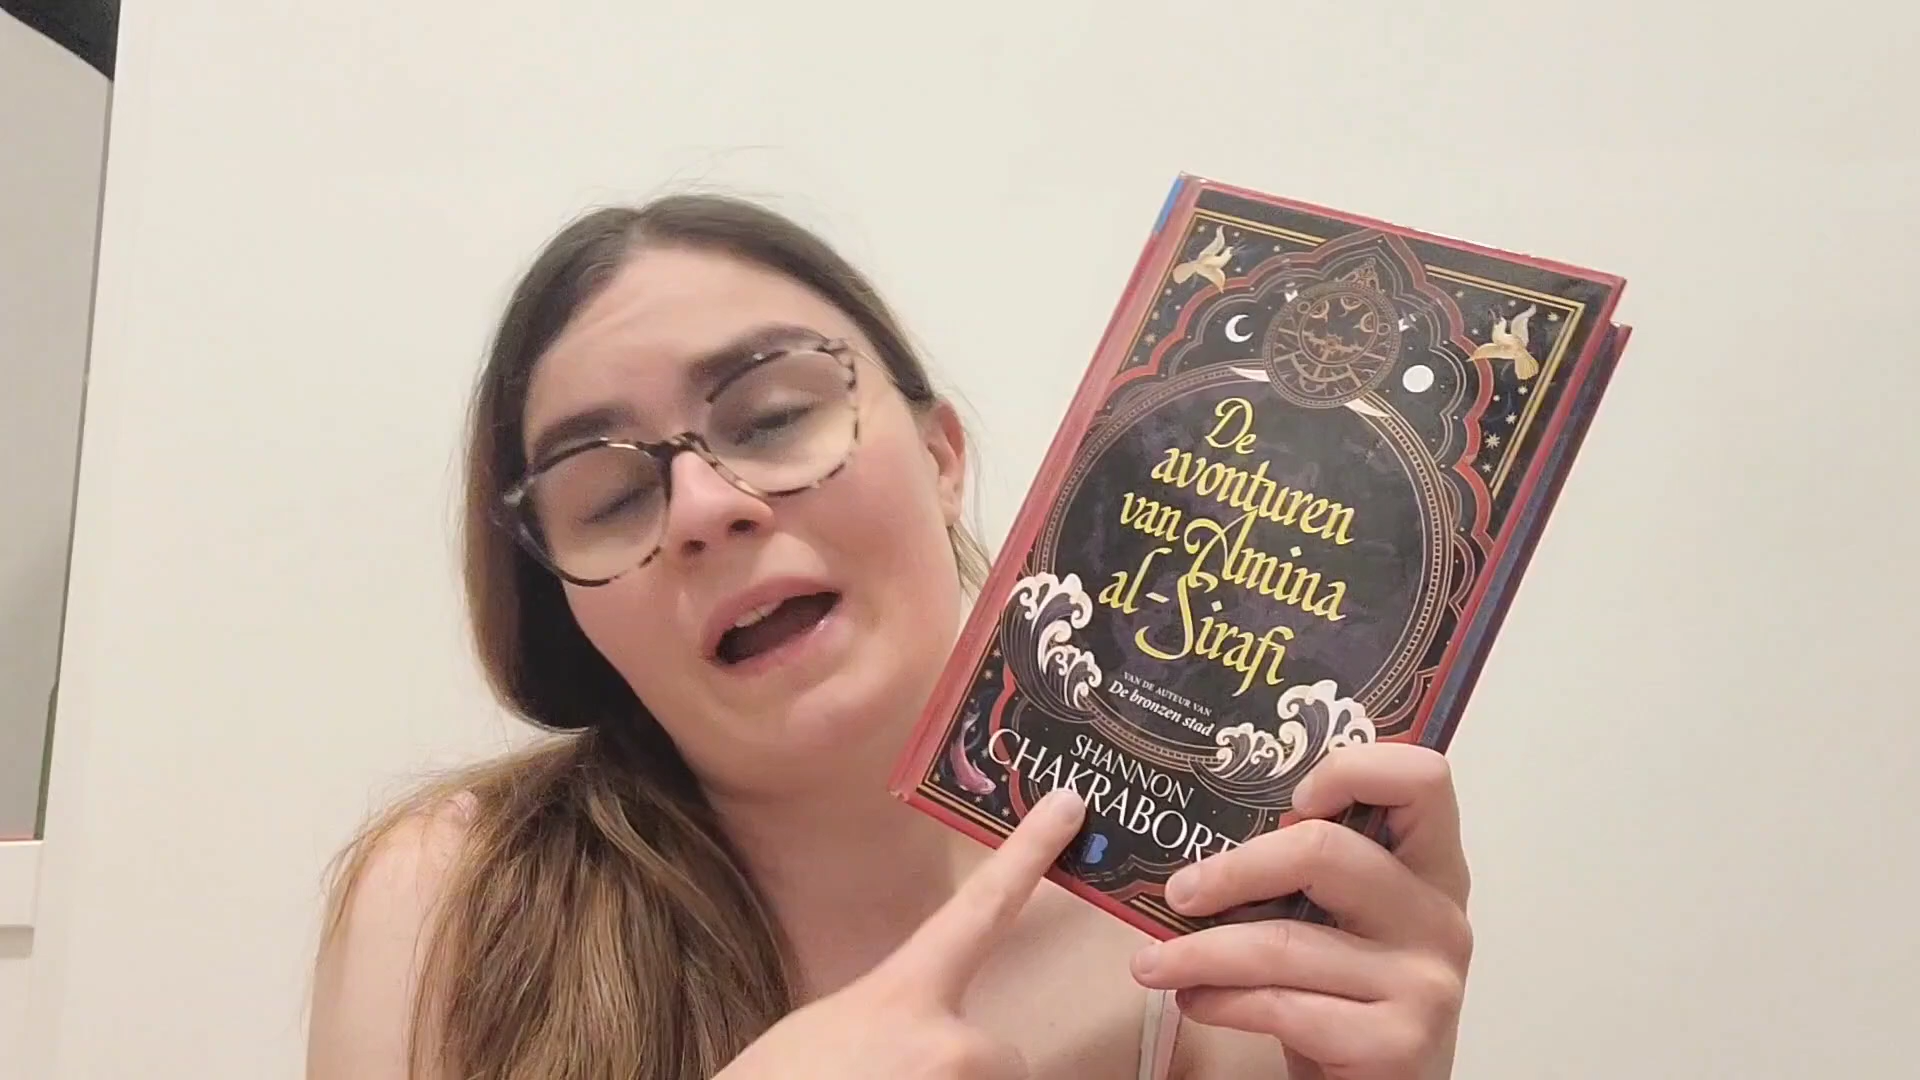 De
avonturen
van Amina
al-Sirafi
VAN DE AUTEUR VAN
De bronzen stad
SHANNON
CHAKRABORT
B